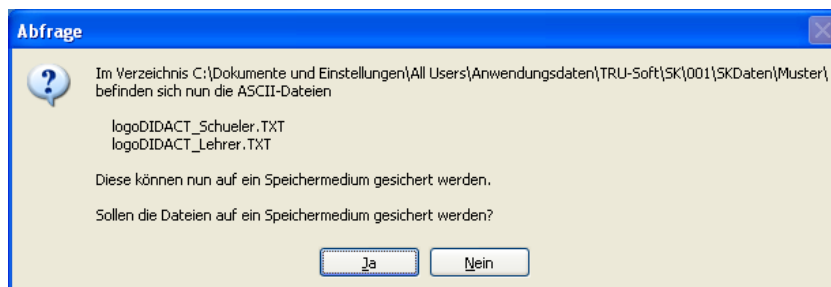 Abfrage
Im Verzeichnis C:\Dokumente und Einstellungen\All Users\Anwendungsdaten\TRU-Soft\SK\001\SKDaten\Muster\
befinden sich nun die ASCII-Dateien
logoDIDACT_Schueler.TXT
logoDIDACT_Lehrer.TXT
Diese können nun auf ein Speichermedium gesichert werden.
Sollen die Dateien auf ein Speichermedium gesichert werden?
Ja Nein